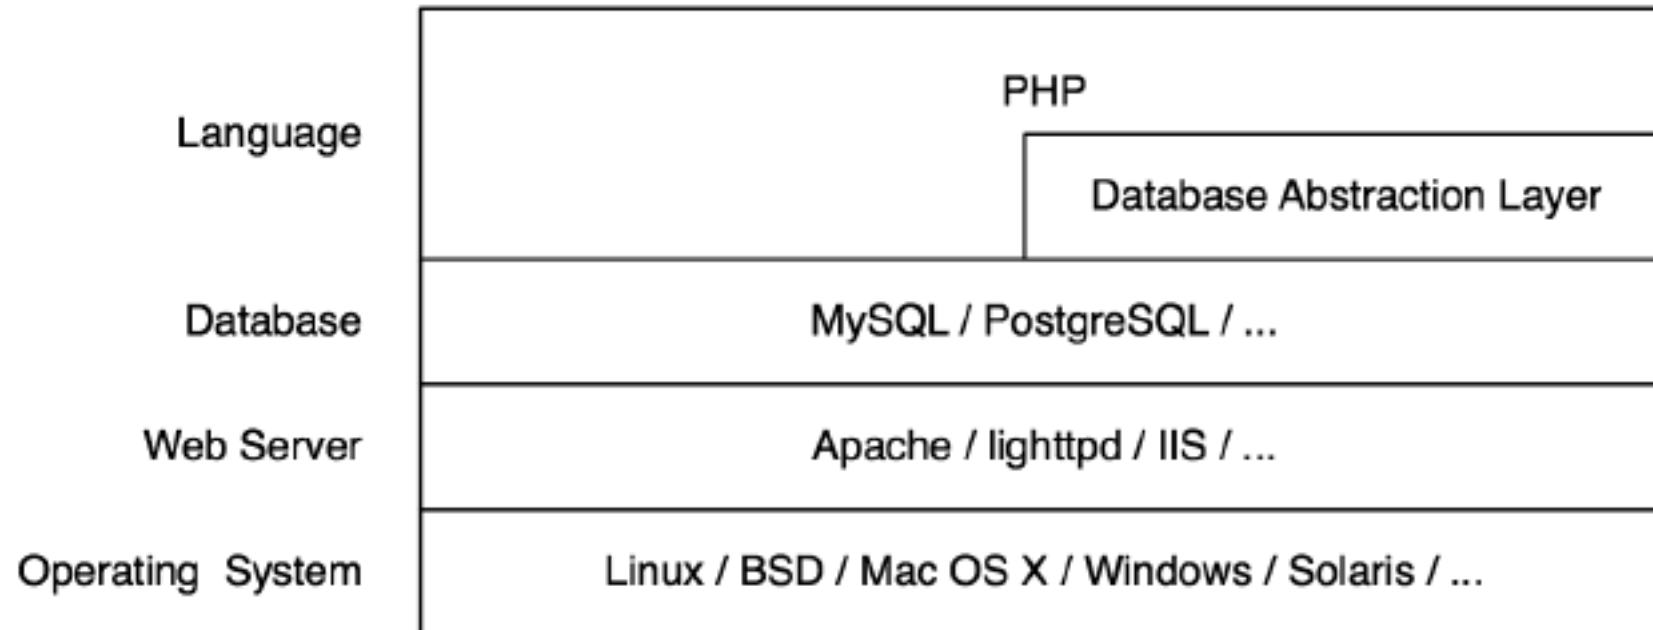 PHP
Language
Database Abstraction Layer
Database
MySQL / PostgreSQL / ...
Web Server
Apache / lighttpd / IIS / ...
Operating System
Linux / BSD / Mac OS X / Windows / Solaris / ...